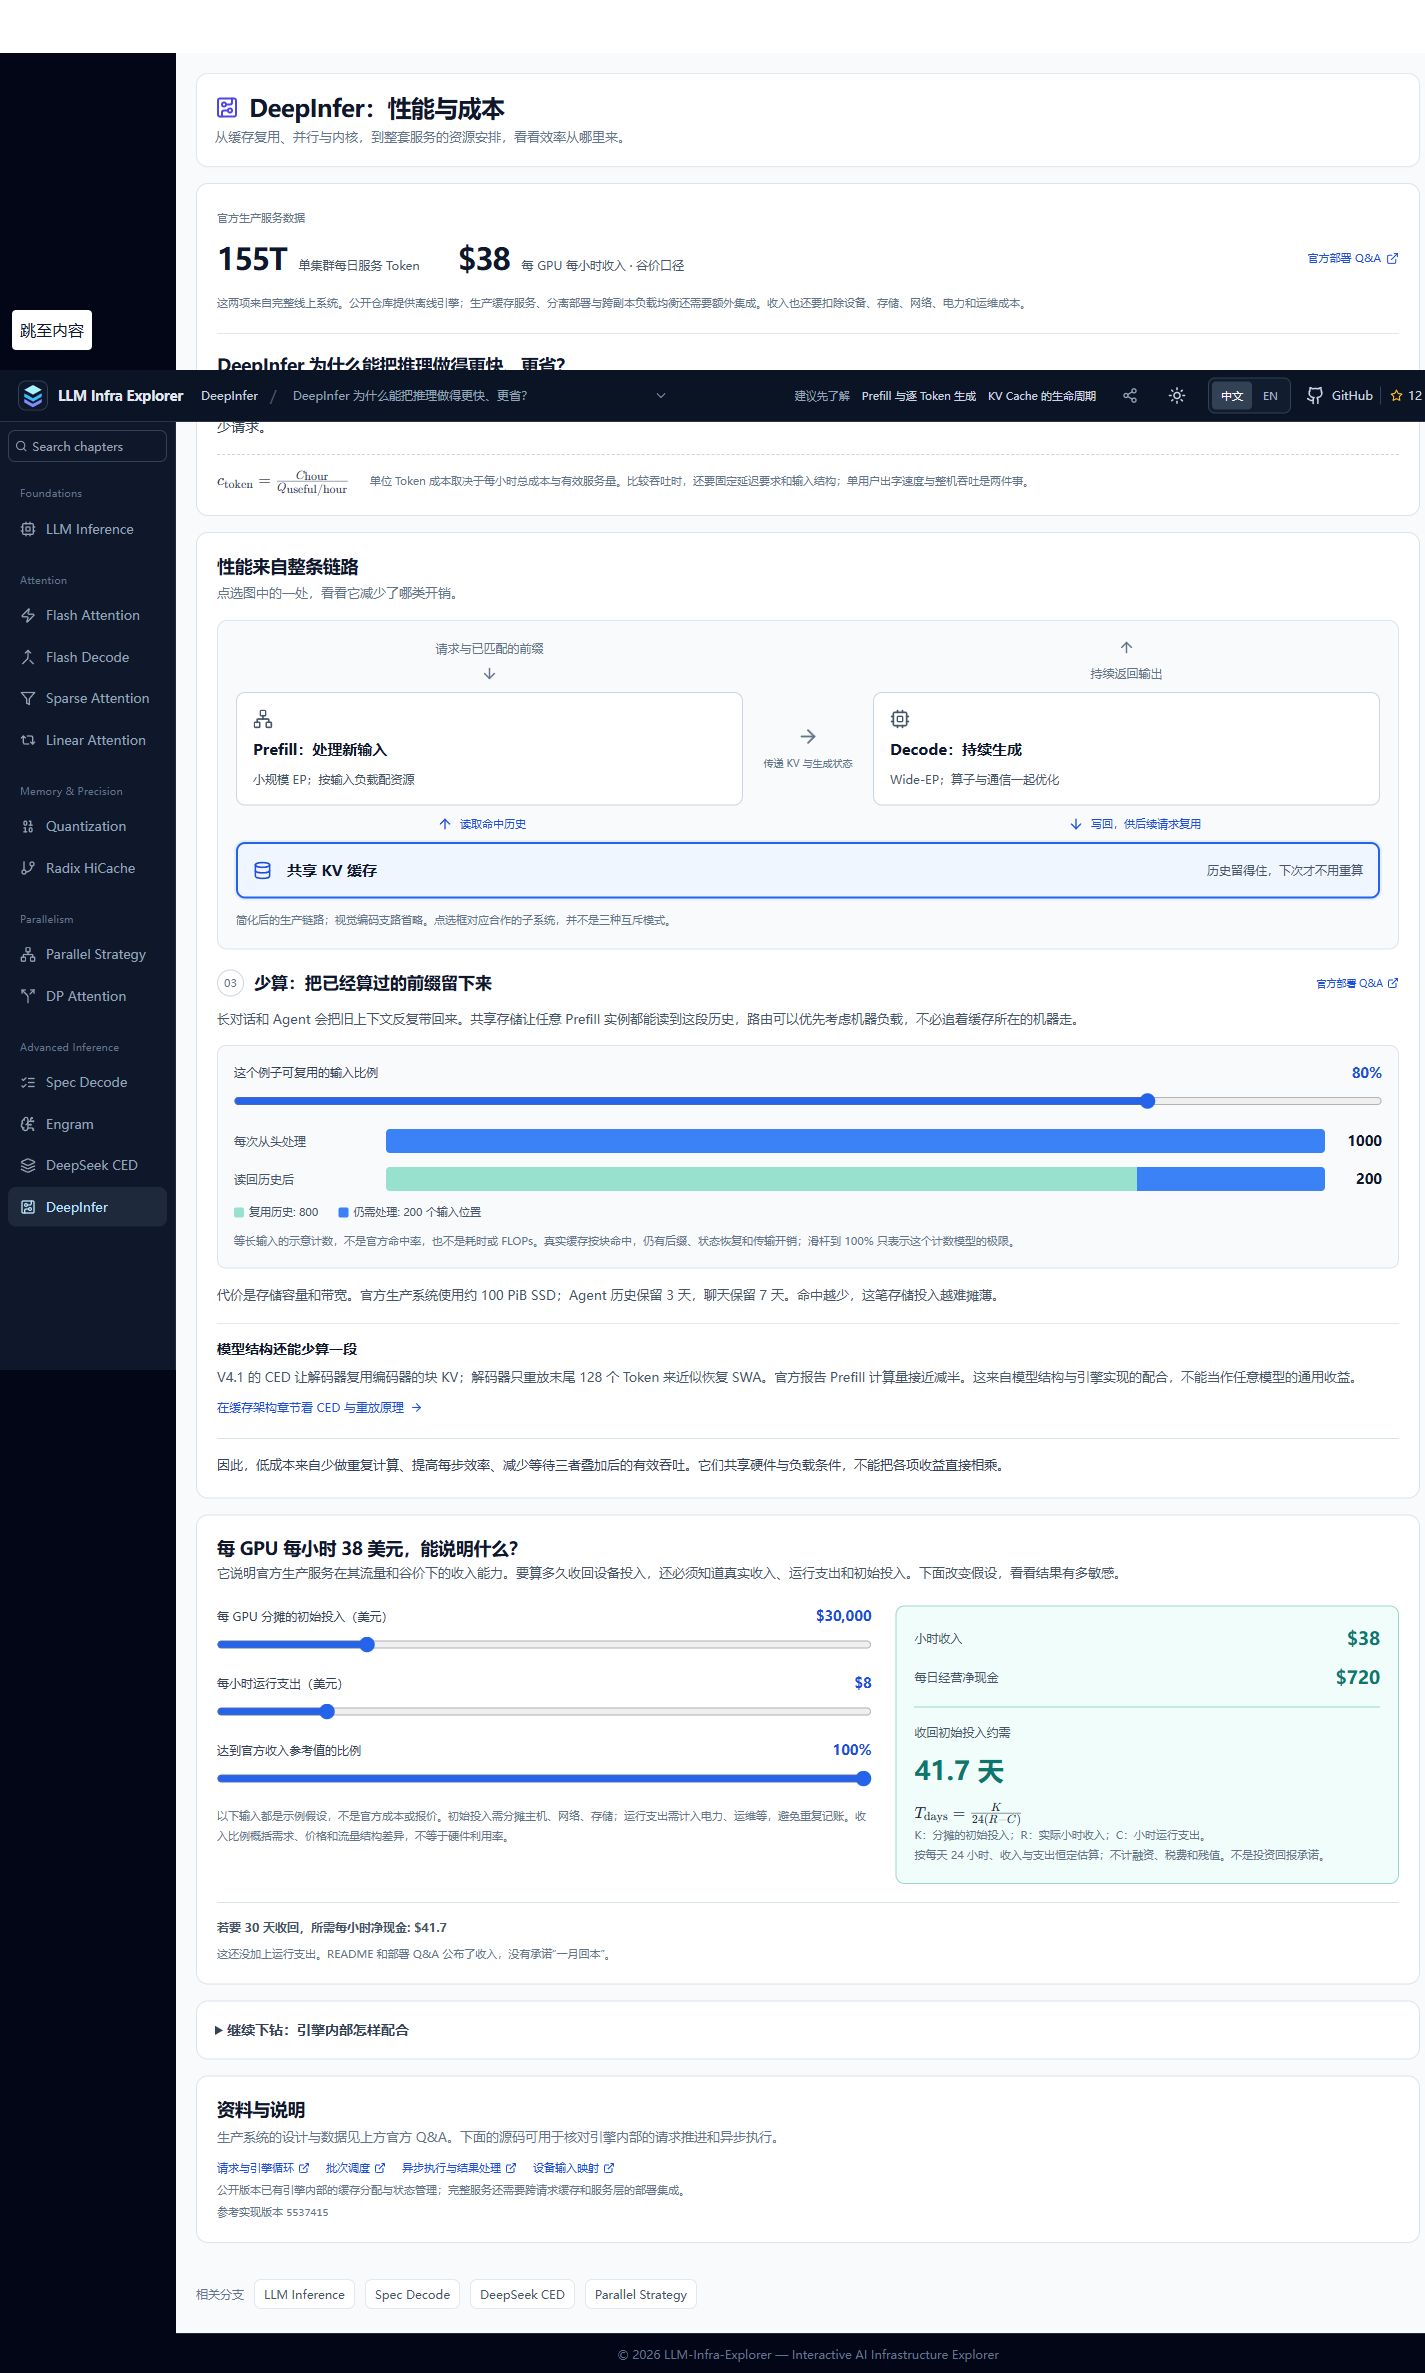 DeepInfer：性能与成本
从缓存复用、并行与内核，到整套服务的资源安排，看看效率从哪里来。
官方生产服务数据
155T 单集群每日服务 Token $38 每 GPU 每小时收入 · 谷价口径
官方部署 Q&A
这两项来自完整线上系统。公开仓库提供离线引擎；生产缓存服务、分离部署与跨副本负载均衡还需要额外集成。收入也还要扣除设备、存储、网络、电力和运维成本。
跳至内容
DeepInfer 为什么能把推理做得更快、更省？
LLM Infra Explorer DeepInfer / DeepInfer 为什么能把推理做得更快、更省？ 建议先了解 Prefill 与逐 Token 生成 KV Cache 的生命周期 中文 EN GitHub 12
少请求。
Search chapters
Foundations
LLM Inference
Attention
Flash Attention
Flash Decode
Sparse Attention
Linear Attention
Memory & Precision
Quantization
Radix HiCache
Parallelism
Parallel Strategy
DP Attention
Advanced Inference
Spec Decode
Engram
DeepSeek CED
DeepInfer
c_token = C_hour / Q_useful/hour 单位 Token 成本取决于每小时总成本与有效服务量。比较吞吐时，还要固定延迟要求和输入结构；单用户出字速度与整机吞吐是两件事。
性能来自整条链路
点选图中的一处，看看它减少了哪类开销。
请求与已匹配的前缀
持续返回输出
Prefill：处理新输入
小规模 EP；按输入负载配资源
传递 KV 与生成状态
Decode：持续生成
Wide-EP；算子与通信一起优化
读取命中历史
写回，供后续请求复用
共享 KV 缓存
历史留得住，下次才不用重算
简化后的生产链路；视觉编码支路省略。点选框对应合作的子系统，并不是三种互斥模式。
03 少算：把已经算过的前缀留下来
官方部署 Q&A
长对话和 Agent 会把旧上下文反复带回来。共享存储让任意 Prefill 实例都能读到这段历史，路由可以优先考虑机器负载，不必追着缓存所在的机器走。
这个例子可复用的输入比例 80%
每次从头处理 1000
读回历史后 200
复用历史: 800 仍需处理: 200 个输入位置
等长输入的示意计数，不是官方命中率，也不是耗时或 FLOPs。真实缓存按块命中，仍有后缀、状态恢复和传输开销；滑杆到 100% 只表示这个计数模型的极限。
代价是存储容量和带宽。官方生产系统使用约 100 PiB SSD；Agent 历史保留 3 天，聊天保留 7 天。命中越少，这笔存储投入越难摊薄。
模型结构还能少算一段
V4.1 的 CED 让解码器复用编码器的块 KV；解码器只重放末尾 128 个 Token 来近似恢复 SWA。官方报告 Prefill 计算量接近减半。这来自模型结构与引擎实现的配合，不能当作任意模型的通用收益。
在缓存架构章节看 CED 与重放原理 →
因此，低成本来自少做重复计算、提高每步效率、减少等待三者叠加后的有效吞吐。它们共享硬件与负载条件，不能把各项收益直接相乘。
每 GPU 每小时 38 美元，能说明什么？
它说明官方生产服务在其流量和谷价下的收入能力。要算多久收回设备投入，还必须知道真实收入、运行支出和初始投入。下面改变假设，看看结果有多敏感。
每 GPU 分摊的初始投入（美元） $30,000
每小时运行支出（美元） $8
达到官方收入参考值的比例 100%
以下输入都是示例假设，不是官方成本或报价。初始投入需分摊主机、网络、存储；运行支出需计入电力、运维等，避免重复记账。收
入比例概括需求、价格和流量结构差异，不等于硬件利用率。
小时收入 $38
每日经营净现金 $720
收回初始投入约需
41.7 天
T_days = K / 24(R−C)
K：分摊的初始投入；R：实际小时收入；C：小时运行支出。
按每天 24 小时、收入与支出恒定估算；不计融资、税费和残值。不是投资回报承诺。
若要 30 天收回，所需每小时净现金: $41.7
这还没加上运行支出。README 和部署 Q&A 公布了收入，没有承诺“一月回本”。
继续下钻：引擎内部怎样配合
资料与说明
生产系统的设计与数据见上方官方 Q&A。下面的源码可用于核对引擎内部的请求推进和异步执行。
请求与引擎循环 批次调度 异步执行与结果处理 设备输入映射
公开版本已有引擎内部的缓存分配与状态管理；完整服务还需要跨请求缓存和服务层的部署集成。
参考实现版本 5537415
相关分支 LLM Inference Spec Decode DeepSeek CED Parallel Strategy
© 2026 LLM-Infra-Explorer — Interactive AI Infrastructure Explorer